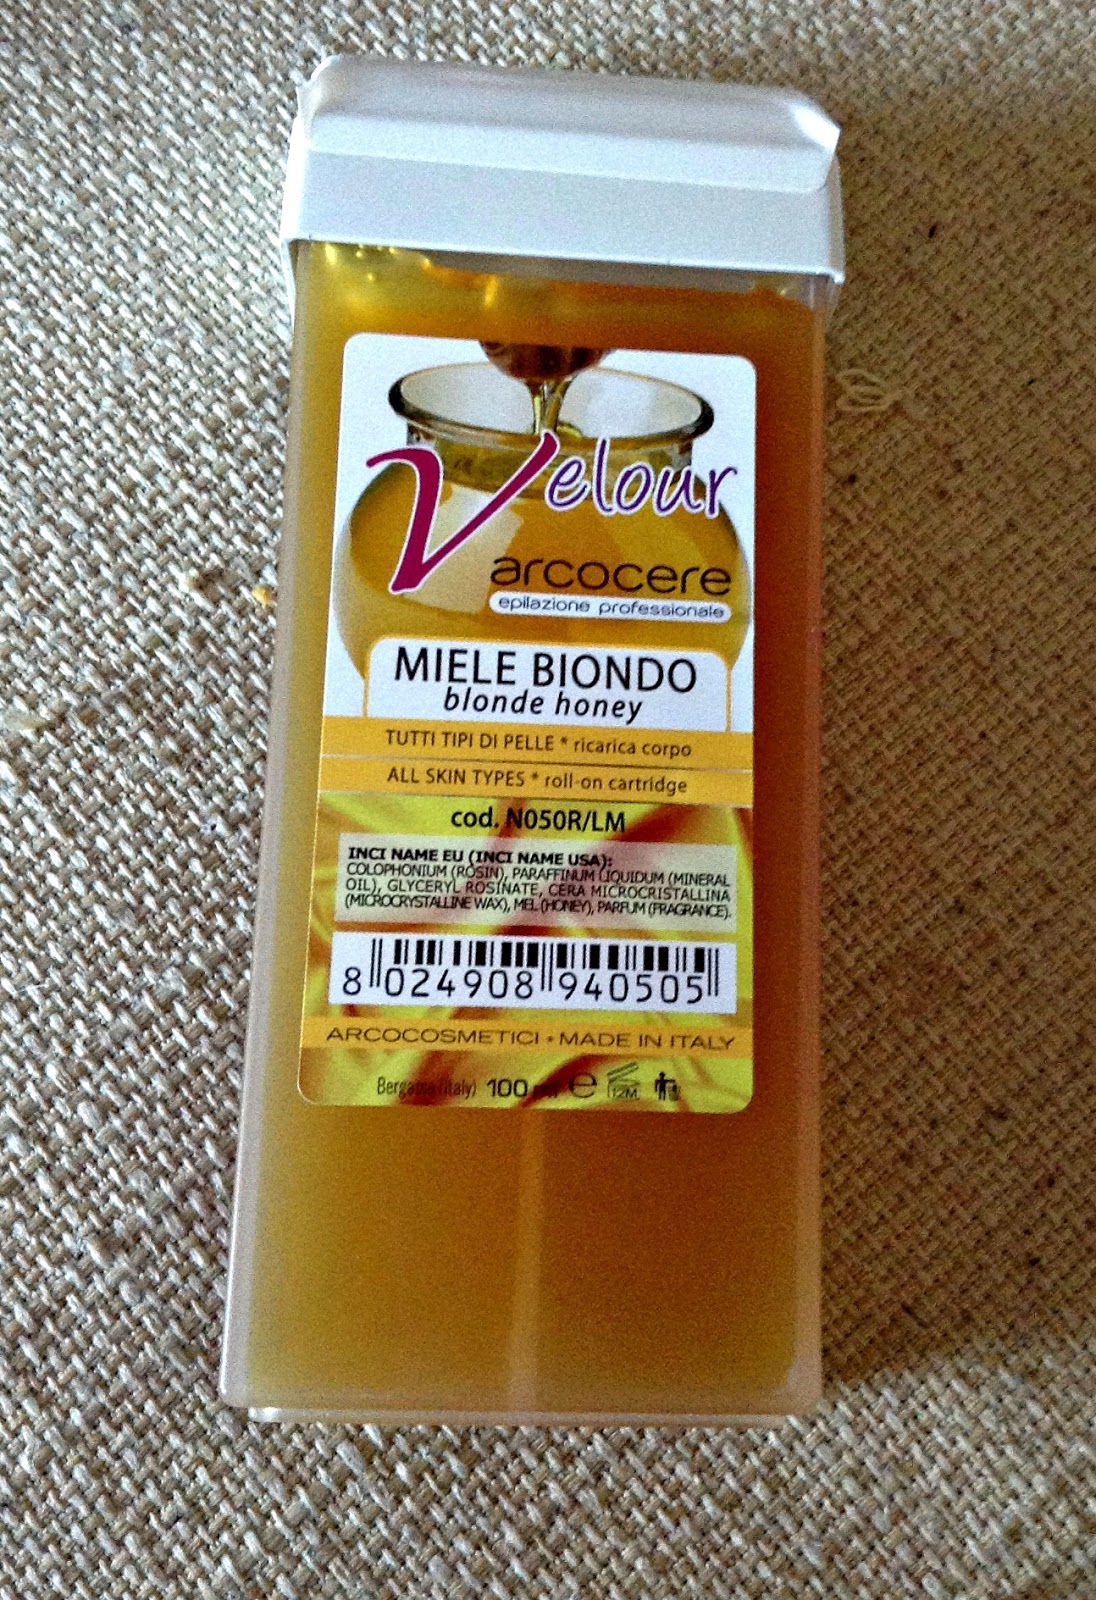 Velour
arcocere
epilazione professionale
MIELE BIONDO
blonde honey
TUTTI TIPI DI PELLE * ricarica corpo
ALL SKIN TYPES * roll-on cartridge
cod. N050R/LM
INCI NAME EU (INCI NAME USA):
COLOPHONIUM (ROSIN), PARAFFINUM LIQUIDUM (MINERAL
OIL), GLYCERYL ROSINATE, CERA MICROCRISTALLINA
(MICROCRYSTALLINE WAX), MEL (HONEY), PARFUM (FRAGRANCE).
8 024908 940505
ARCOCOSMETICI • MADE IN ITALY
(Italy) 100 e 12M